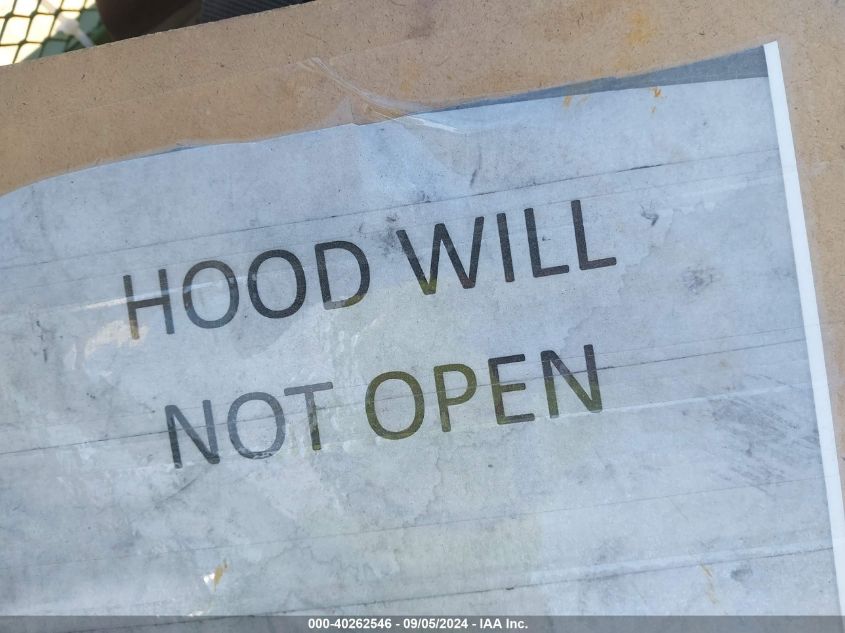 HOOD WILL
NOT OPEN
000-40262546 - 09/05/2024 - IAA Inc.